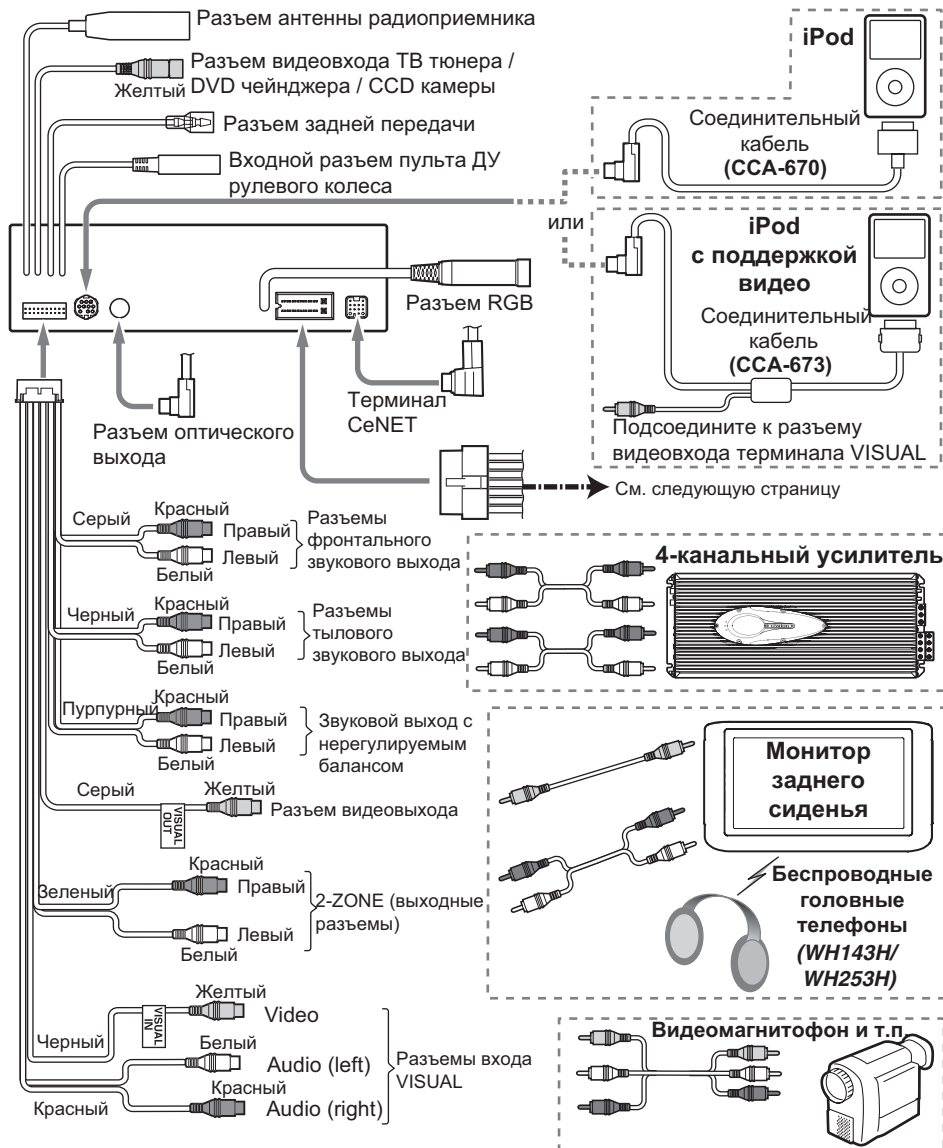 Разъем антенны радиоприемника
Разъем видеовхода ТВ тюнера /
DVD чейнджера / CCD камеры
Желтый
Разъем задней передачи
Входной разъем пульта ДУ
рулевого колеса
iPod
Соединительный
кабель
(CCA-670)
или
iPod
с поддержкой
видео
Соединительный
кабель
(CCA-673)
Подсоедините к разъему
видеовхода терминала VISUAL
Разъем RGB
Терминал
CeNET
Разъем оптического
выхода
См. следующую страницу
Серый
Красный
Правый
Левый
Белый
Разъемы
фронтального
звукового выхода
4-канальный усилитель
Черный
Красный
Правый
Левый
Белый
Разъемы
тылового
звукового выхода
Пурпурный
Красный
Правый
Левый
Белый
Звуковой выход с
нерегулируемым
балансом
Серый
VISUAL
OUT
Желтый
Разъем видеовыхода
Монитор
заднего
сиденья
Зеленый
Красный
Правый
Левый
Белый
2-ZONE (выходные
разъемы)
Беспроводные
головные
телефоны
(WH143H/
WH253H)
Черный
VISUAL
IN
Желтый
Video
Белый
Audio (left)
Красный
Красный
Audio (right)
Разъемы входа
VISUAL
Видеомагнитофон и т.п.